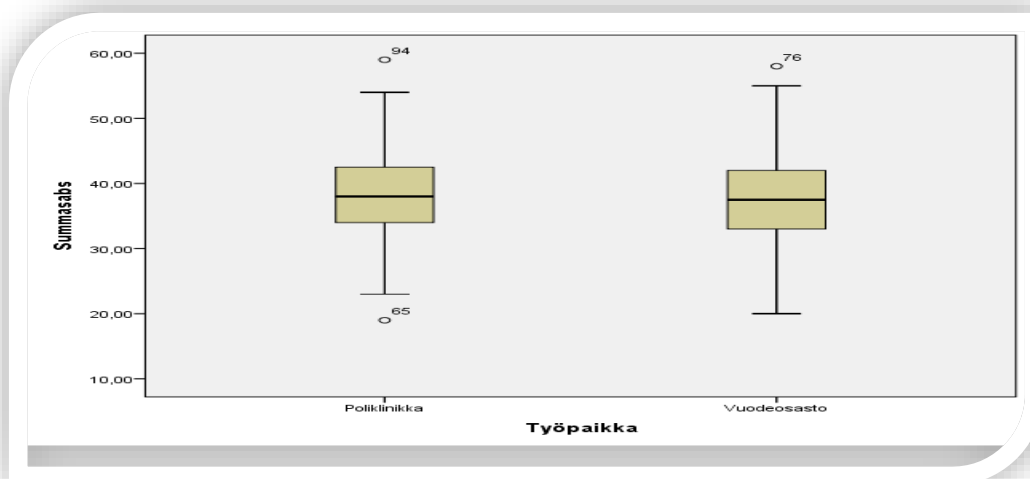 Summasabs
60,00
50,00
40,00
30,00
20,00
10,00
94
65
76
Poliklinikka
Vuodeosasto
Työpaikka